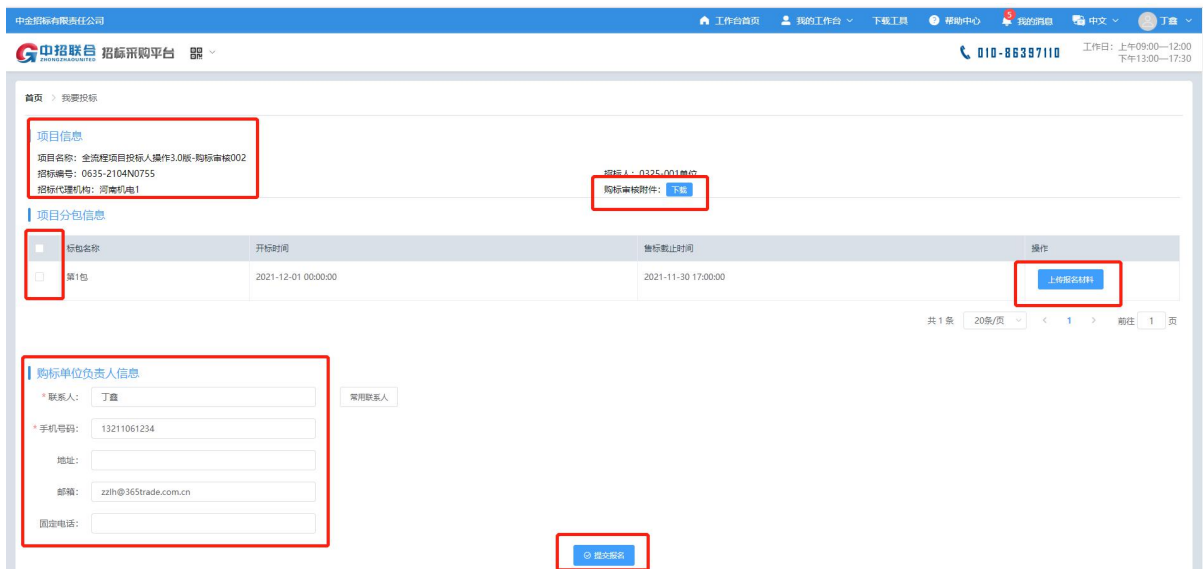 中金招标有限责任公司 工作台首页 我的工作台 下载工具 帮助中心 5 我的消息 中文 丁鑫
中招联合 ZHONGZHAOUNITED 招标采购平台 010-86397110 工作日：上午09:00—12:00
下午13:00—17:30
首页 > 我要投标
项目信息
项目名称：全流程项目投标人操作3.0版-购标审核002
招标编号：0635-2104N0755 招标人：0325-001单位
招标代理机构：河南机电1 购标审核附件： 下载
项目分包信息
标包名称 开标时间 售标截止时间 操作
第1包 2021-12-01 00:00:00 2021-11-30 17:00:00 上传报名材料
共1条 20条/页 < 1 > 前往 1 页
购标单位负责人信息
* 联系人： 丁鑫 常用联系人
* 手机号码： 13211061234
地址：
邮箱： zzlh@365trade.com.cn
固定电话：
提交报名